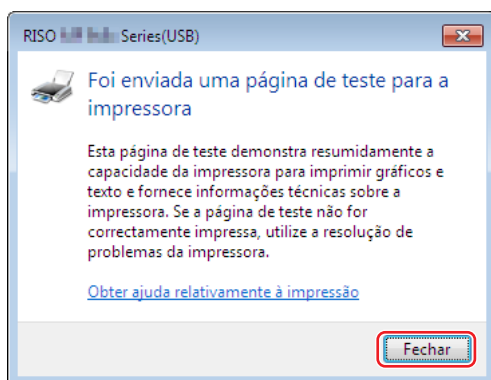 RISO Series(USB)
Foi enviada uma página de teste para a
impressora
Esta página de teste demonstra resumidamente a
capacidade da impressora para imprimir gráficos e
texto e fornece informações técnicas sobre a
impressora. Se a página de teste não for
correctamente impressa, utilize a resolução de
problemas da impressora.
Obter ajuda relativamente à impressão
Fechar